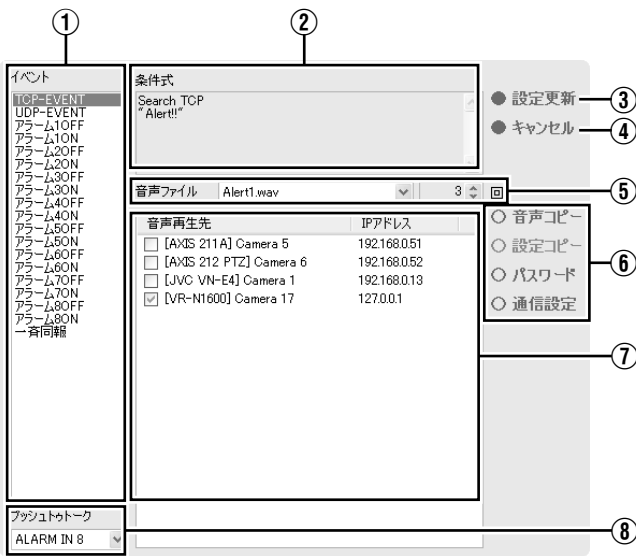 ①
②
イベント
TCP-EVENT
UDP-EVENT
アラーム1OFF
アラーム1ON
アラーム2OFF
アラーム2ON
アラーム3OFF
アラーム3ON
アラーム4OFF
アラーム4ON
アラーム5OFF
アラーム5ON
アラーム6OFF
アラーム6ON
アラーム7OFF
アラーム7ON
アラーム8OFF
アラーム8ON
一斉同報
条件式
Search TCP
"Alert!!"
設定更新 ③
キャンセル ④
音声ファイル Alert1.wav 3 ⑤
音声再生先 IPアドレス
[AXIS 211A] Camera 5 192.168.0.51
[AXIS 212 PTZ] Camera 6 192.168.0.52
[JVC VN-E4] Camera 1 192.168.0.13
[VR-N1600] Camera 17 127.0.0.1
音声コピー
設定コピー
パスワード
通信設定
⑥
⑦
プッシュトゥトーク
ALARM IN 8
⑧